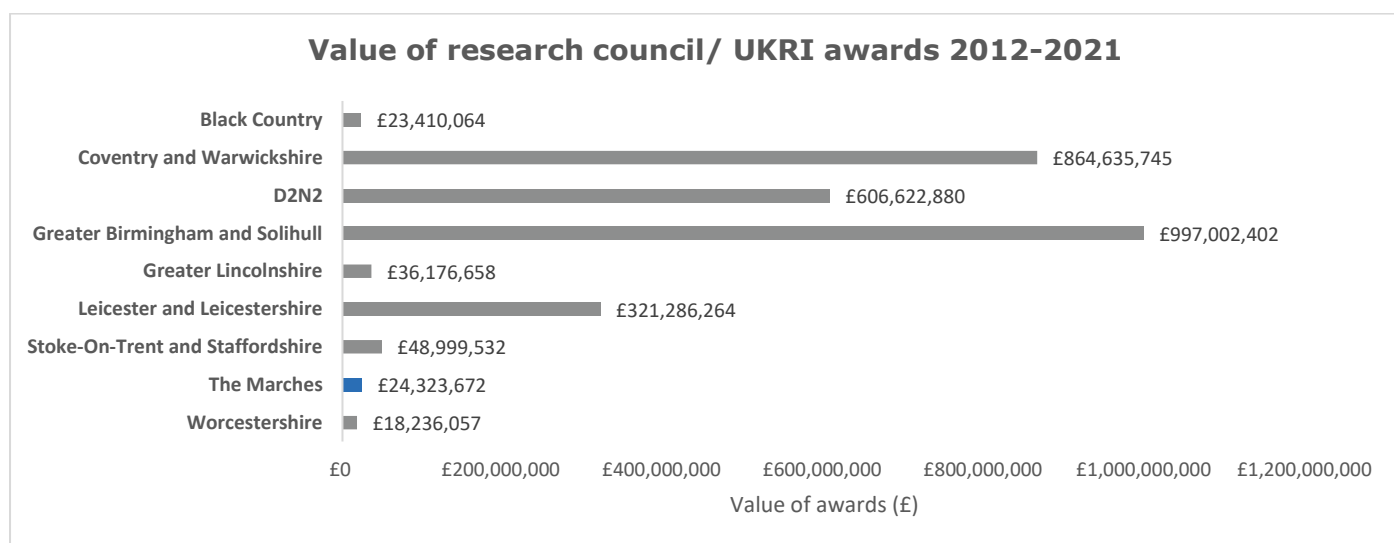 Value of research council/ UKRI awards 2012-2021
Black Country £23,410,064
Coventry and Warwickshire £864,635,745
D2N2 £606,622,880
Greater Birmingham and Solihull £997,002,402
Greater Lincolnshire £36,176,658
Leicester and Leicestershire £321,286,264
Stoke-On-Trent and Staffordshire £48,999,532
The Marches £24,323,672
Worcestershire £18,236,057
£0 £200,000,000 £400,000,000 £600,000,000 £800,000,000 £1,000,000,000 £1,200,000,000
Value of awards (£)